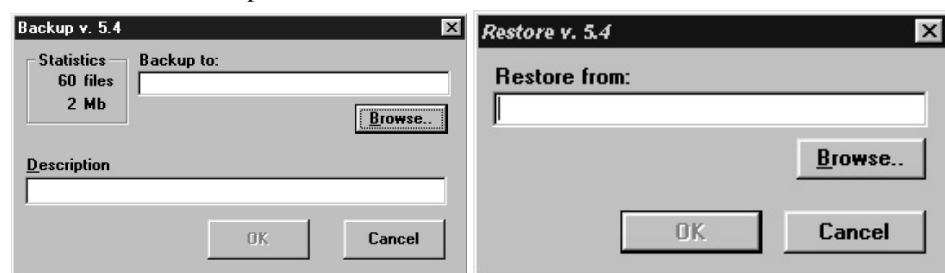 Backup v. 5.4
Statistics
60 files
2 Mb
Backup to:
Browse..
Description
OK
Cancel
Restore v. 5.4
Restore from:
Browse..
OK
Cancel